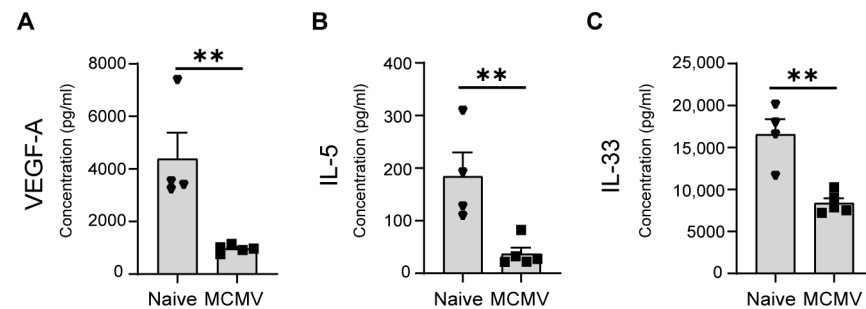 A
VEGF-A
Concentration (pg/ml)
8000
6000
4000
2000
0
**
Naive MCMV
B
IL-5
Concentration (pg/ml)
400
300
200
100
0
**
Naive MCMV
C
IL-33
Concentration (pg/ml)
25,000
20,000
15,000
10,000
5000
0
**
Naive MCMV